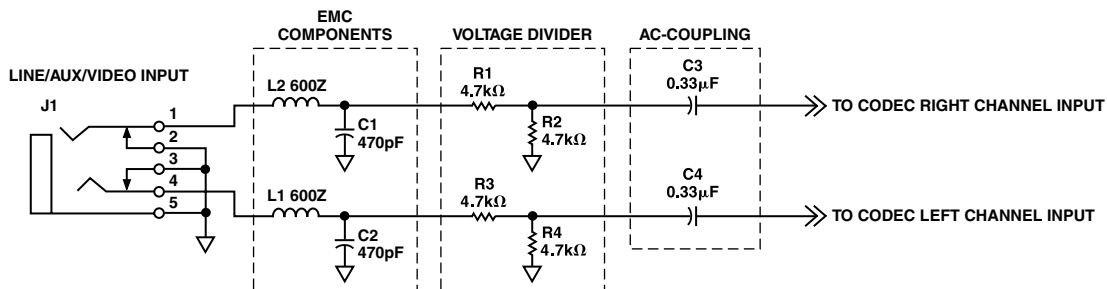 EMC
COMPONENTS
VOLTAGE DIVIDER
AC-COUPLING
LINE/AUX/VIDEO INPUT
J1
1
2
3
4
5
L2 600Z
C1
470pF
R1
4.7kΩ
R2
4.7kΩ
C3
0.33µF
TO CODEC RIGHT CHANNEL INPUT
L1 600Z
C2
470pF
R3
4.7kΩ
R4
4.7kΩ
C4
0.33µF
TO CODEC LEFT CHANNEL INPUT